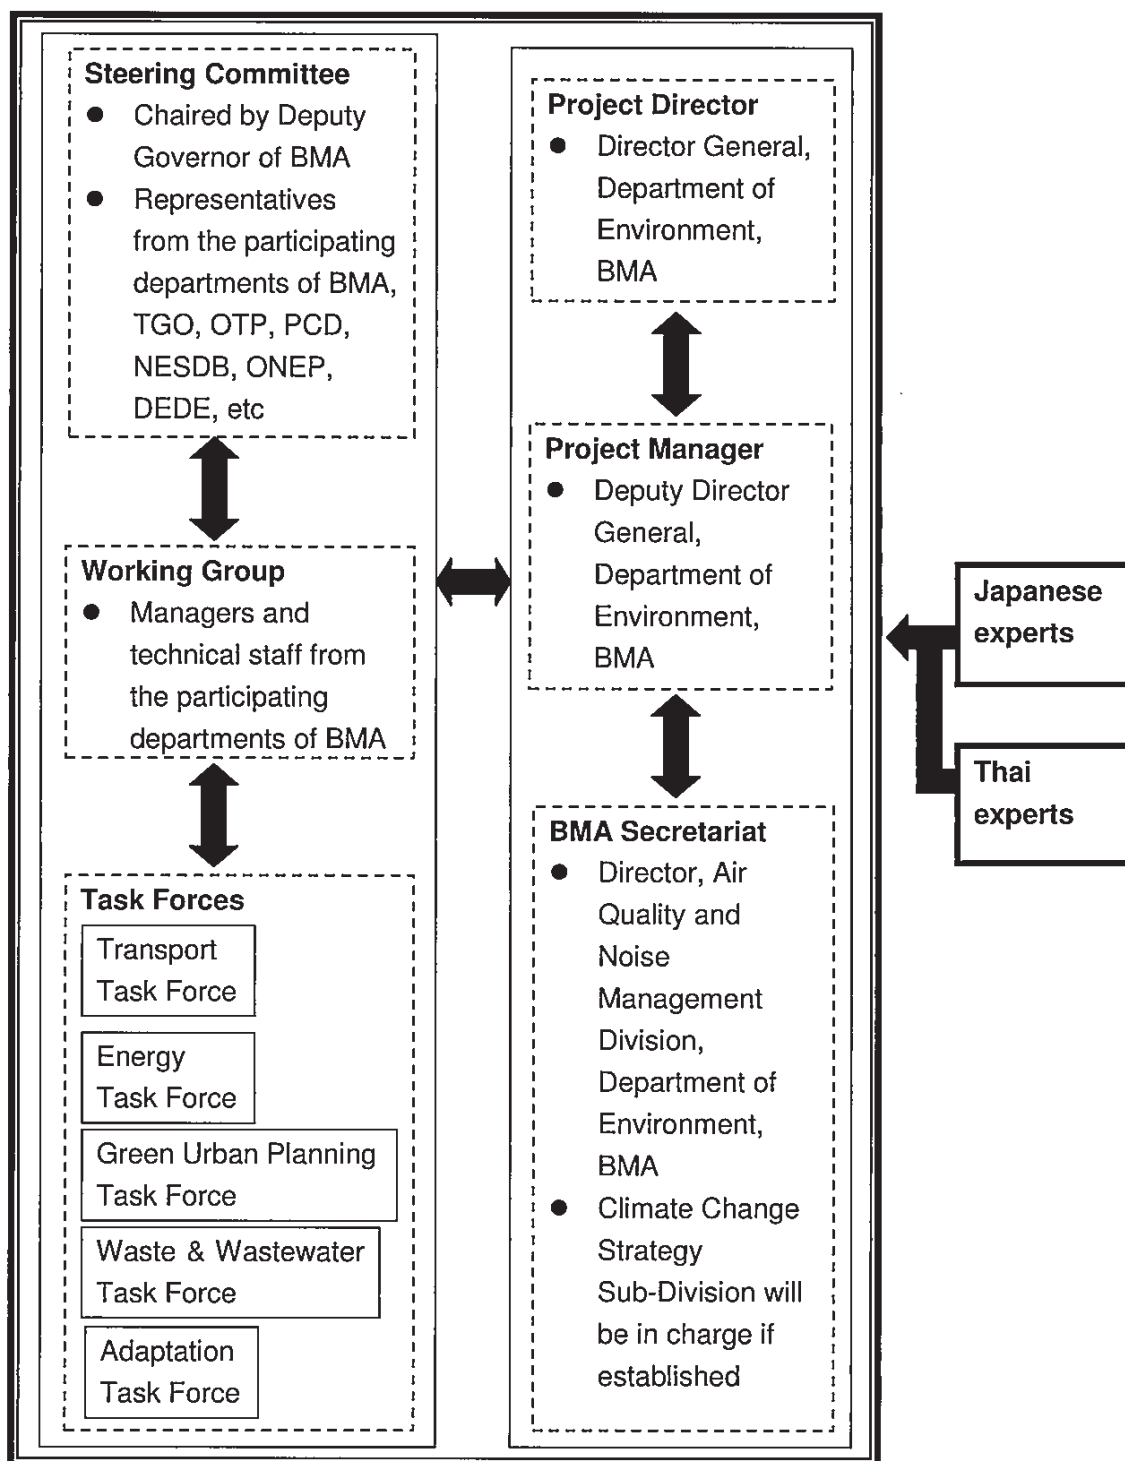 Steering Committee
● Chaired by Deputy
Governor of BMA
● Representatives
from the participating
departments of BMA,
TGO, OTP, PCD,
NESDB, ONEP,
DEDE, etc
Working Group
● Managers and
technical staff from
the participating
departments of BMA
Task Forces
Transport
Task Force
Energy
Task Force
Green Urban Planning
Task Force
Waste & Wastewater
Task Force
Adaptation
Task Force
Project Director
● Director General,
Department of
Environment,
BMA
Project Manager
● Deputy Director
General,
Department of
Environment,
BMA
BMA Secretariat
● Director, Air
Quality and
Noise
Management
Division,
Department of
Environment,
BMA
● Climate Change
Strategy
Sub-Division will
be in charge if
established
Japanese
experts
Thai
experts